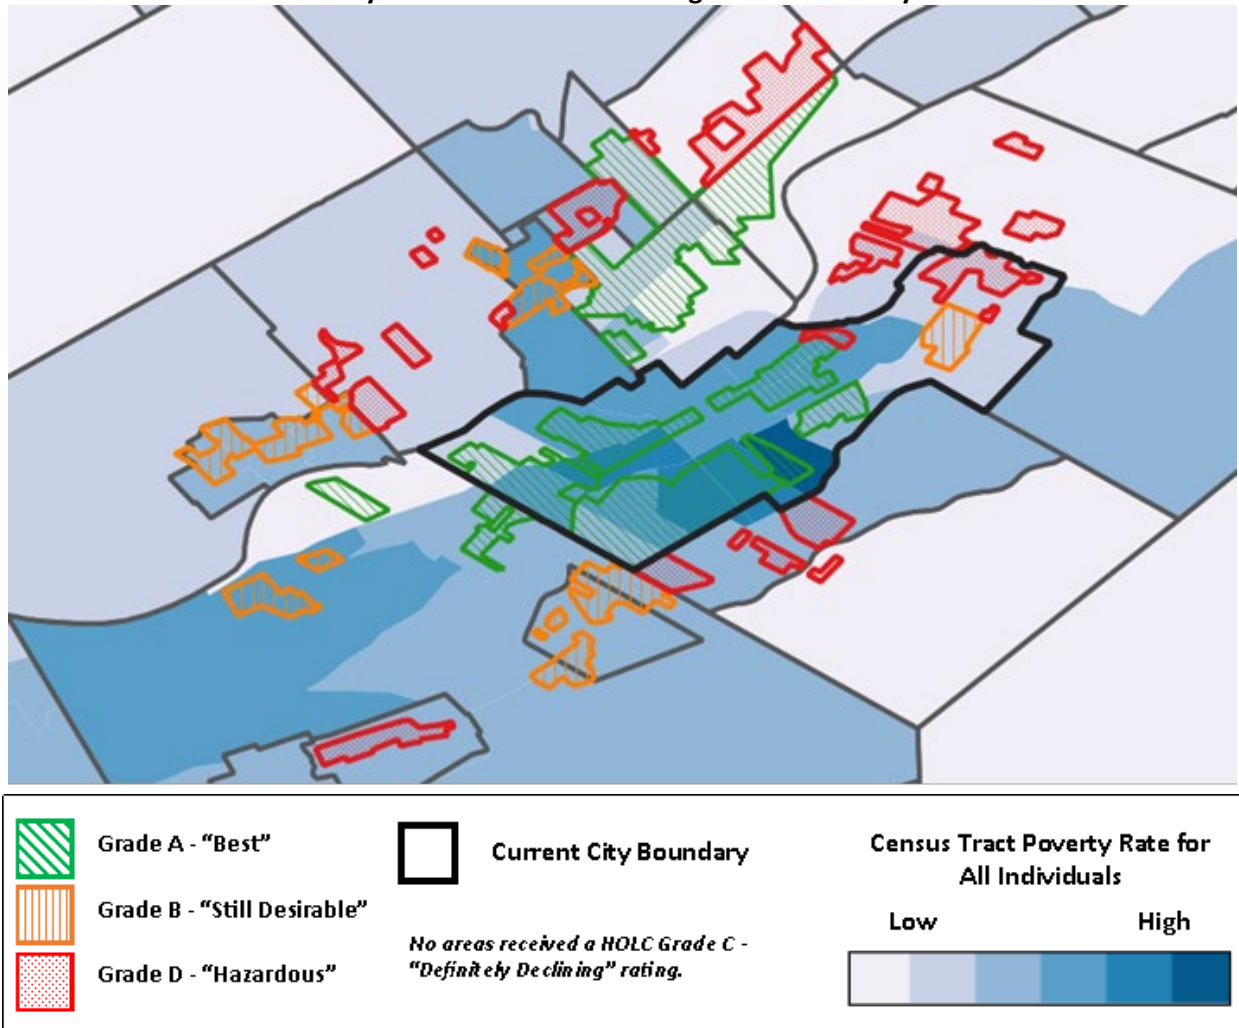 Grade A - “Best”
Grade B - “Still Desirable”
Grade D - “Hazardous”
Current City Boundary
No areas received a HOLC Grade C -
“Definitely Declining” rating.
Census Tract Poverty Rate for
All Individuals
Low
High